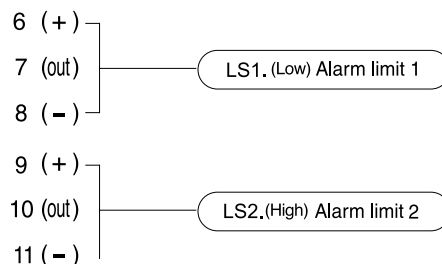 6 (+)
7 (out)
LS1. (Low) Alarm limit 1
8 (−)
9 (+)
10 (out)
LS2.(High) Alarm limit 2
11 (−)